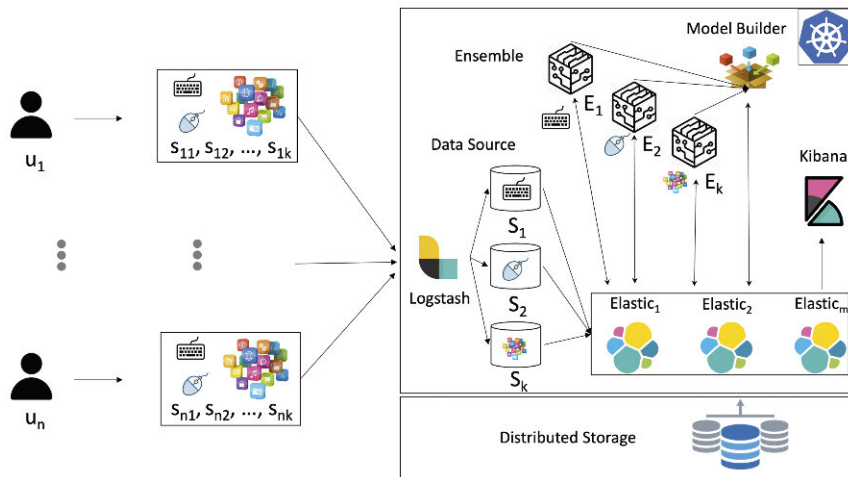 Ensemble
Model Builder
E₁
E₂
Eₖ
Data Source
Kibana
u₁
s₁₁, s₁₂, ..., s₁ₖ
S₁
Logstash
S₂
Sₖ
Elastic₁
Elastic₂
Elasticₘ
uₙ
sₙ₁, sₙ₂, ..., sₙₖ
Distributed Storage